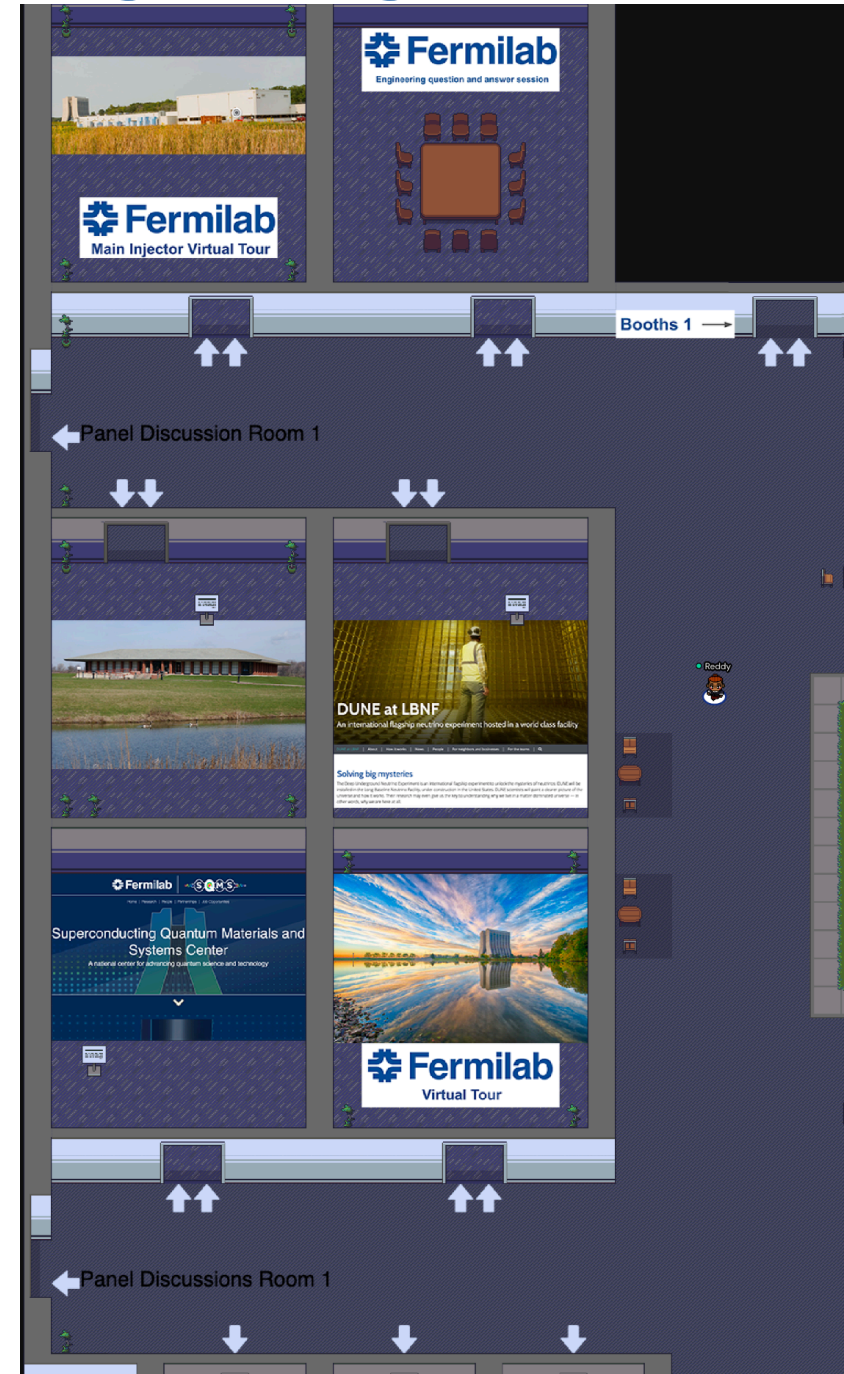 Fermilab
Engineering question and answer session
Fermilab
Main Injector Virtual Tour
Booths 1 →
Panel Discussion Room 1
Reddy
DUNE at LBNF
An international flagship neutrino experiment hosted in a world class facility
Solving big mysteries
Fermilab | SQMS
Superconducting Quantum Materials and
Systems Center
A national center for advancing quantum science and technology
Fermilab
Virtual Tour
Panel Discussions Room 1